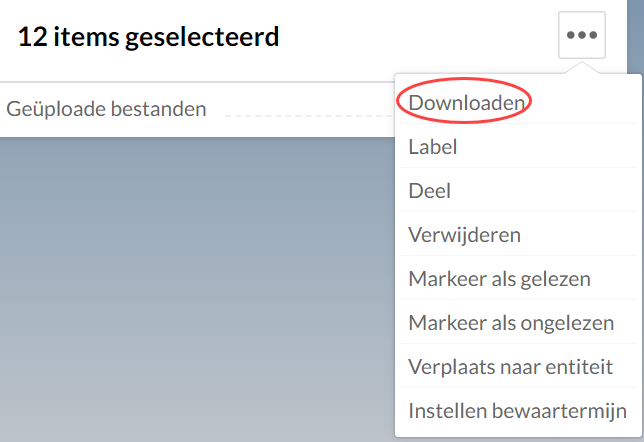 12 items geselecteerd
Geüploade bestanden
Downloaden
Label
Deel
Verwijderen
Markeer als gelezen
Markeer als ongelezen
Verplaats naar entiteit
Instellen bewaartermijn